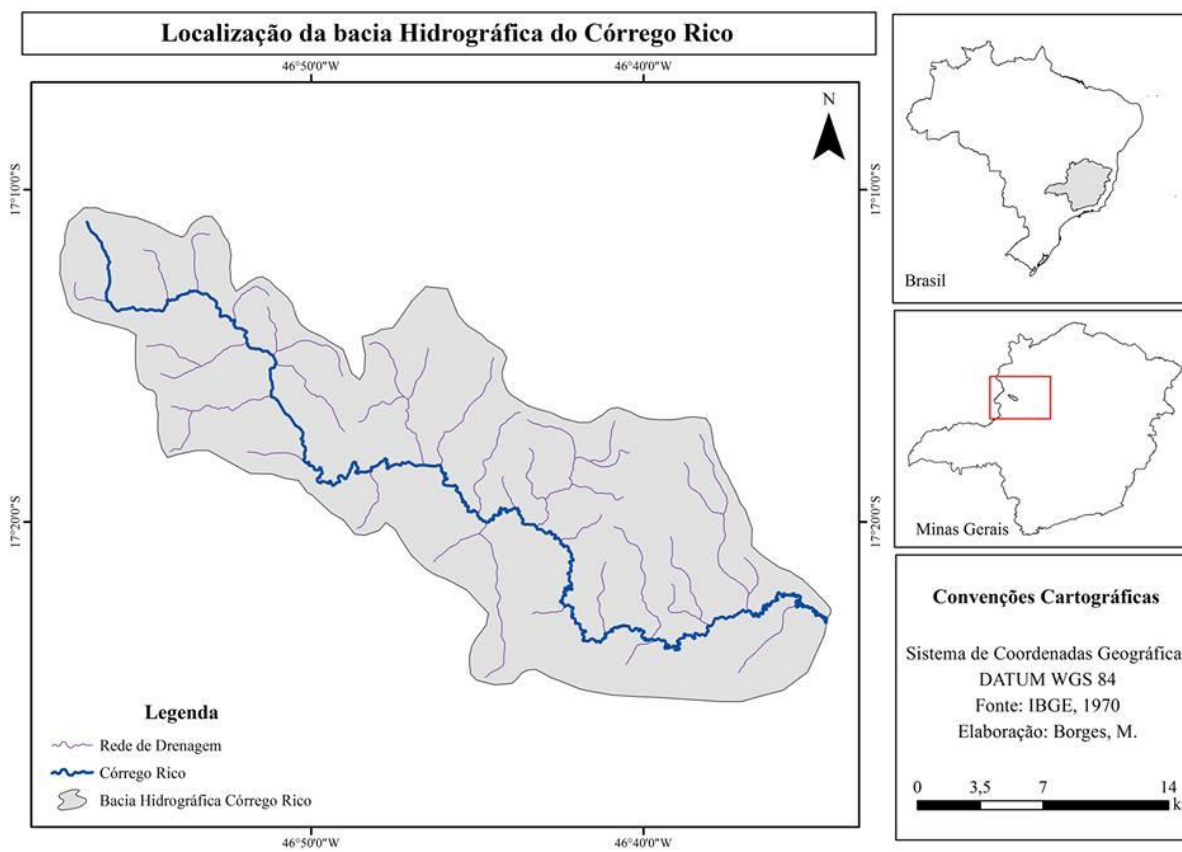 Localização da bacia Hidrográfica do Córrego Rico
46°50'0"W
46°40'0"W
N
17°10'0"S
17°10'0"S
17°20'0"S
17°20'0"S
Legenda
Rede de Drenagem
Córrego Rico
Bacia Hidrográfica Córrego Rico
46°50'0"W
46°40'0"W
Brasil
Minas Gerais
Convenções Cartográficas
Sistema de Coordenadas Geográfica
DATUM WGS 84
Fonte: IBGE, 1970
Elaboração: Borges, M.
0 3,5 7 14
k